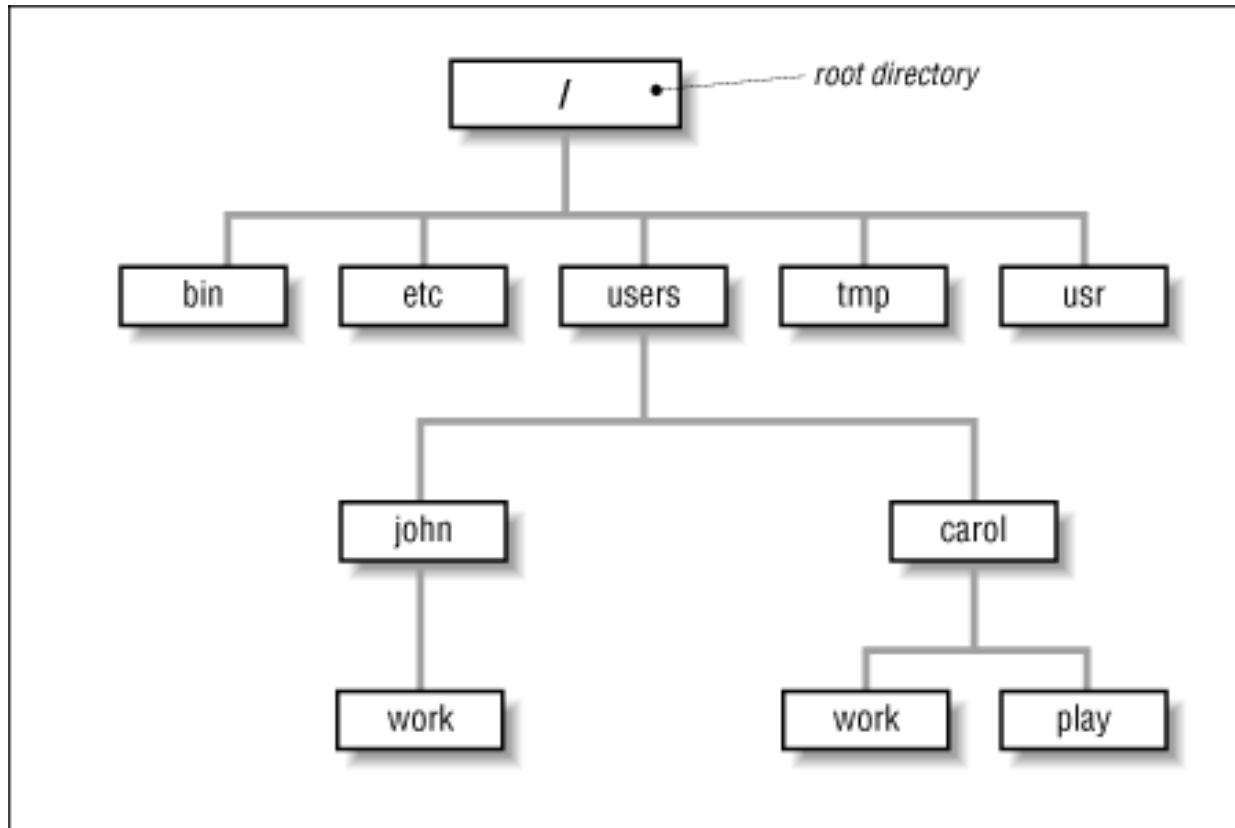 /
root directory
bin
etc
users
tmp
usr
john
carol
work
work
play